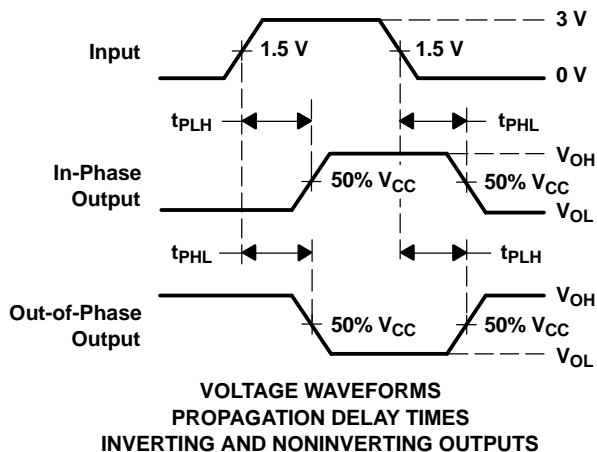 3 V
Input
1.5 V
1.5 V
0 V
tPLH
tPHL
VOH
In-Phase
Output
50% VCC
50% VCC
VOL
tPHL
tPLH
VOH
Out-of-Phase
Output
50% VCC
50% VCC
VOL
VOLTAGE WAVEFORMS
PROPAGATION DELAY TIMES
INVERTING AND NONINVERTING OUTPUTS